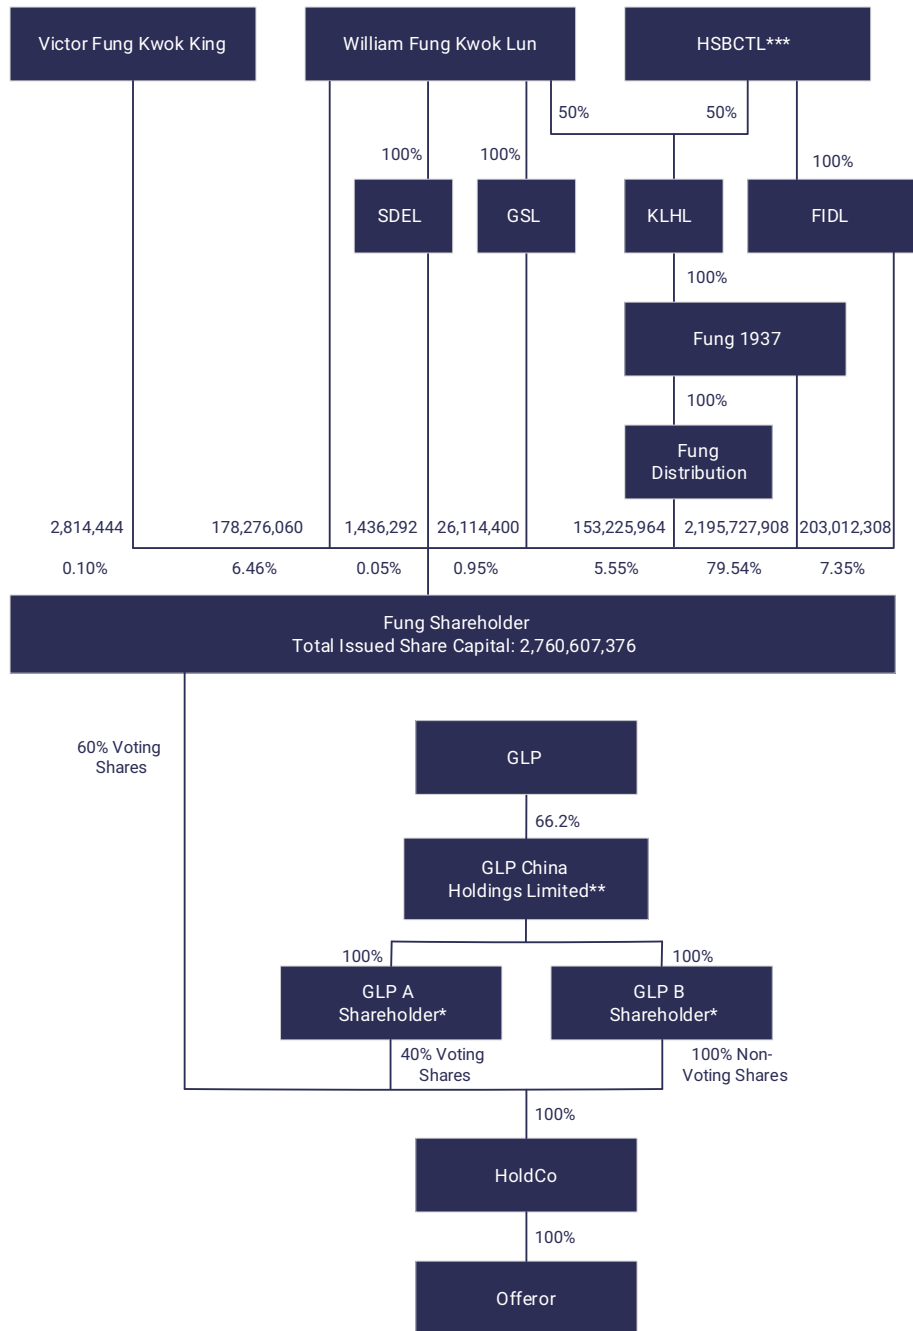 Victor Fung Kwok King
William Fung Kwok Lun
HSBCTL***
50%
50%
100%
100%
100%
SDEL
GSL
KLHL
FIDL
100%
Fung 1937
100%
Fung
Distribution
2,814,444
178,276,060
1,436,292
26,114,400
153,225,964
2,195,727,908
203,012,308
0.10%
6.46%
0.05%
0.95%
5.55%
79.54%
7.35%
Fung Shareholder
Total Issued Share Capital: 2,760,607,376
60% Voting
Shares
GLP
66.2%
GLP China
Holdings Limited**
100%
100%
GLP A
Shareholder*
GLP B
Shareholder*
40% Voting
Shares
100% Non-
Voting Shares
100%
HoldCo
100%
Offeror